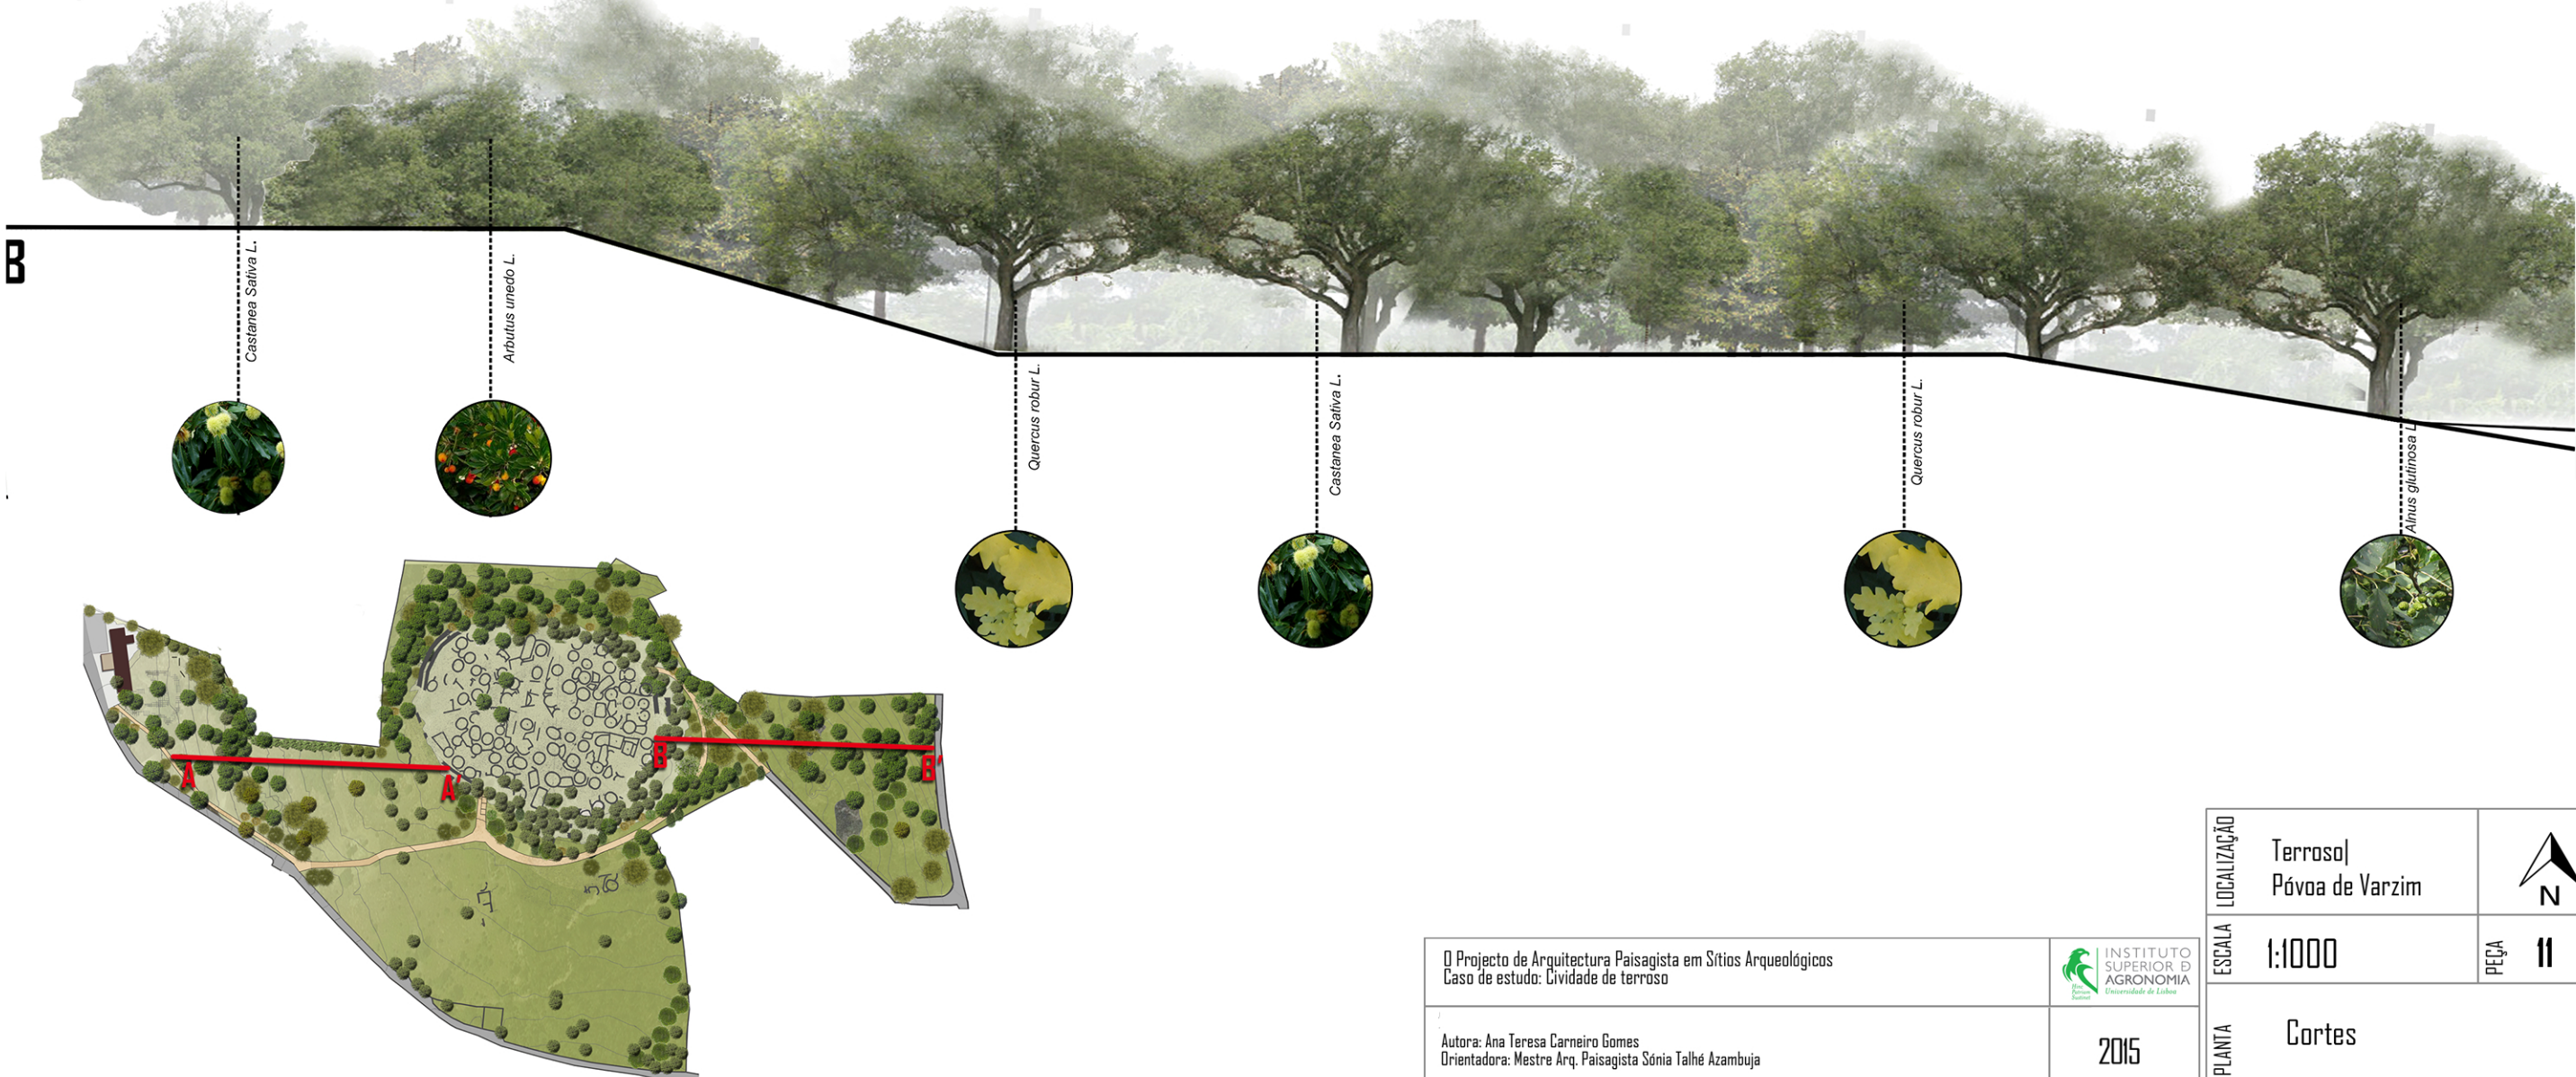 B
Castanea Sativa L.
Arbutus unedo L.
Quercus robur L.
Castanea Sativa L.
Quercus robur L.
Alnus glutinosa L
A
A'
B
B'
O Projecto de Arquitectura Paisagista em Sítios Arqueológicos
Caso de estudo: Cividade de terroso
INSTITUTO
SUPERIOR D
AGRONOMIA
Universidade de Lisboa
Autora: Ana Teresa Carneiro Gomes
Orientadora: Mestre Arq. Paisagista Sónia Talhé Azambuja
2015
LOCALIZAÇÃO
Terroso|
Póvoa de Varzim
N
ESCALA
1:1000
PEÇA
11
PLANTA
Cortes